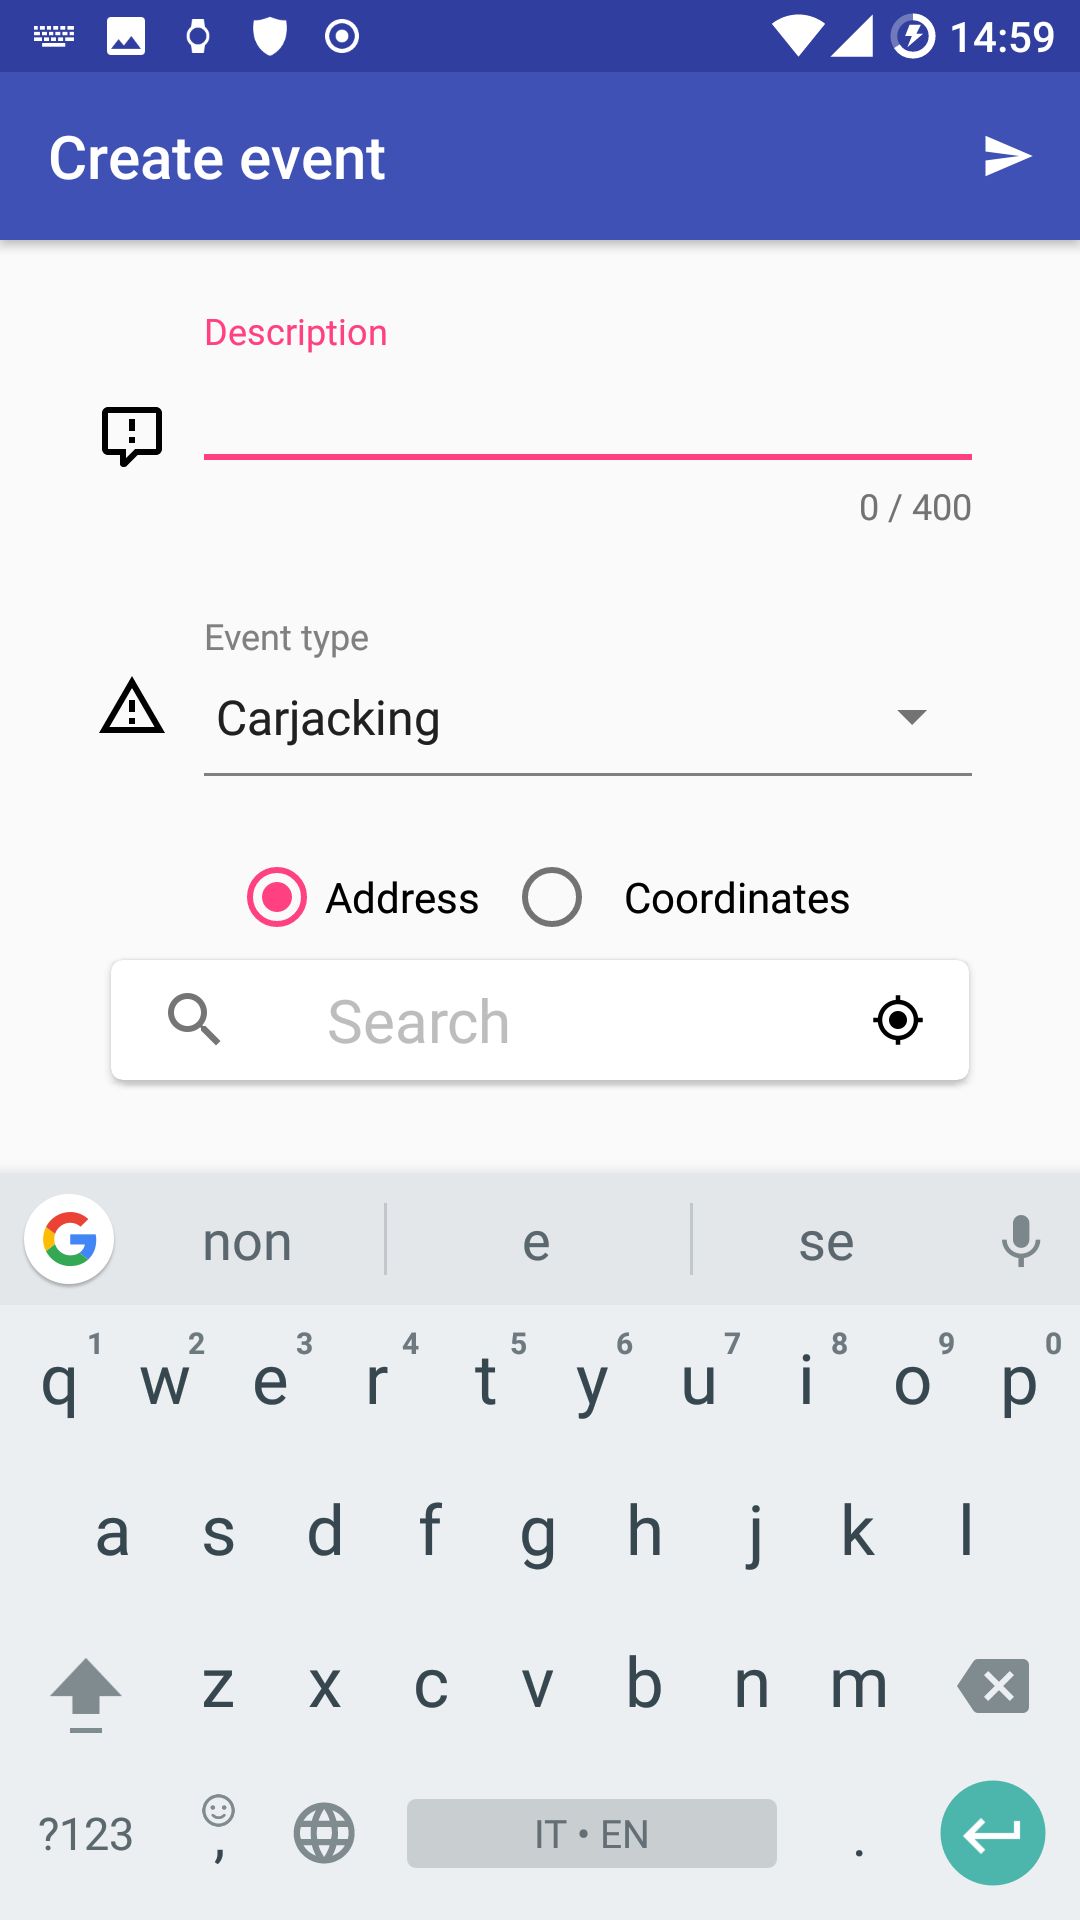 14:59
Create event
Description
0 / 400
Event type
Carjacking
Address Coordinates
Search
non e se
1 2 3 4 5 6 7 8 9 0
q w e r t y u i o p
a s d f g h j k l
z x c v b n m
?123 , IT • EN .